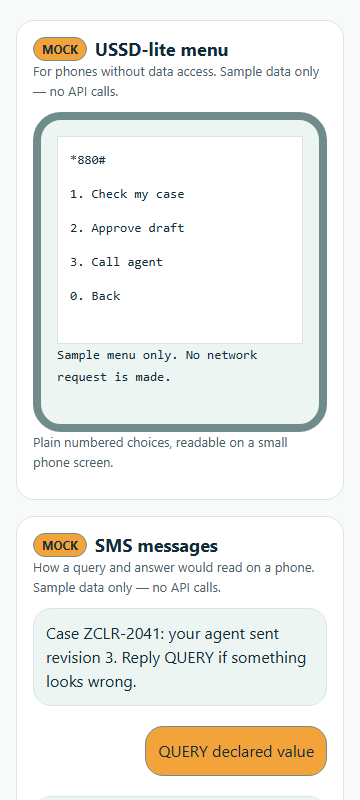 MOCK USSD-lite menu
For phones without data access. Sample data only
— no API calls.
*880#
1. Check my case
2. Approve draft
3. Call agent
0. Back
Sample menu only. No network
request is made.
Plain numbered choices, readable on a small
phone screen.
MOCK SMS messages
How a query and answer would read on a phone.
Sample data only — no API calls.
Case ZCLR-2041: your agent sent
revision 3. Reply QUERY if something
looks wrong.
QUERY declared value